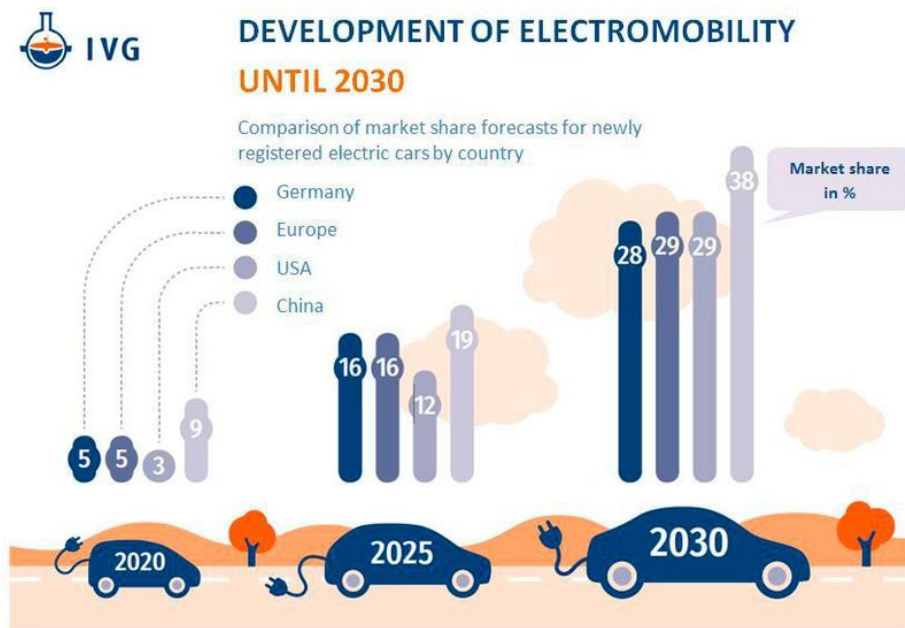 IVG
DEVELOPMENT OF ELECTROMOBILITY
UNTIL 2030
Comparison of market share forecasts for newly
registered electric cars by country
Germany
Europe
USA
China
Market share
in %
5 5 3 9
16 16 12 19
28 29 29 38
2020 2025 2030